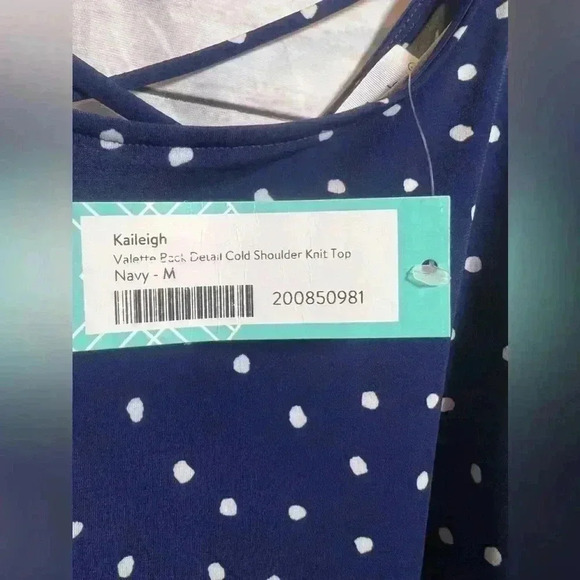 Kaileigh
Valette Back Detail Cold Shoulder Knit Top
Navy - M
200850981